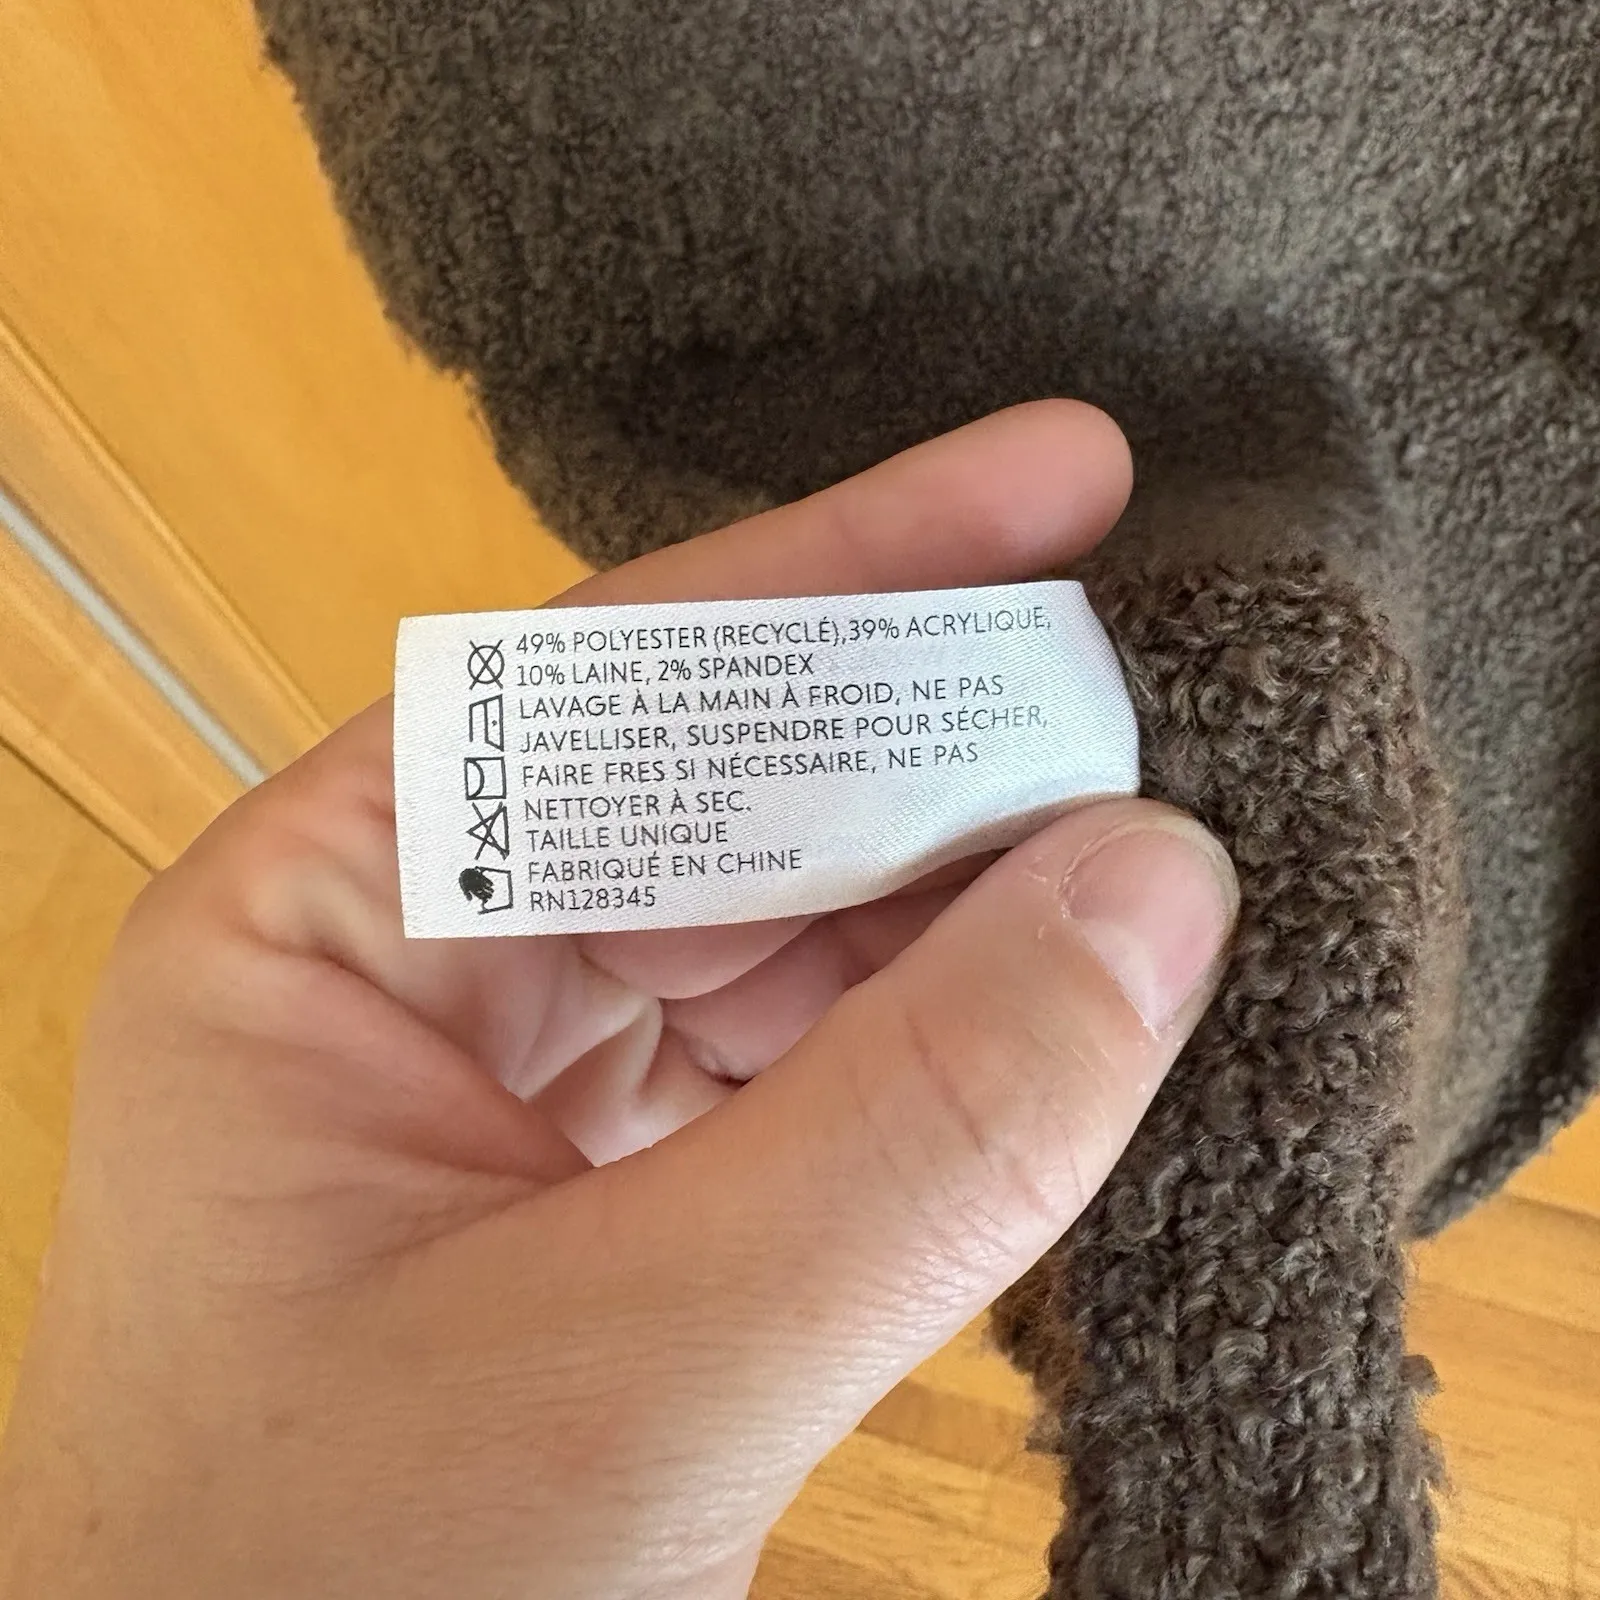 49% POLYESTER (RECYCLÉ),39% ACRYLIQUE,
10% LAINE, 2% SPANDEX
LAVAGE À LA MAIN À FROID, NE PAS
JAVELLISER, SUSPENDRE POUR SÉCHER,
FAIRE FRES SI NÉCESSAIRE, NE PAS
NETTOYER À SEC.
TAILLE UNIQUE
FABRIQUÉ EN CHINE
RN128345